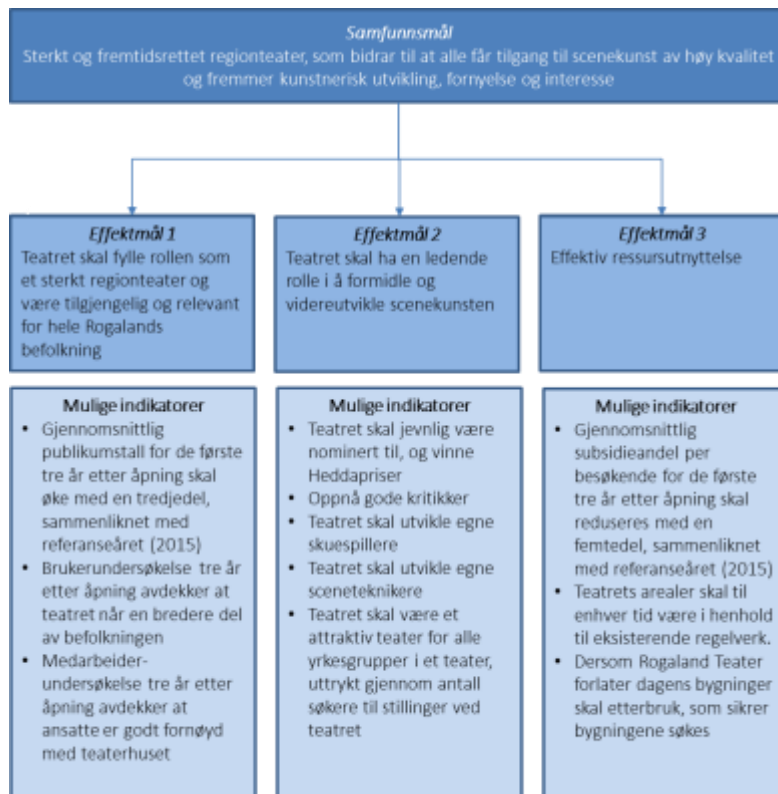 Samfunnsmål
Sterkt og fremtidsrettet regionteater, som bidrar til at alle får tilgang til scenekunst av høy kvalitet
og fremmer kunstnerisk utvikling, fornyelse og interesse
Effektmål 1
Teatret skal fylle rollen som
et sterkt regionteater og
være tilgjengelig og relevant
for hele Rogalands
befolkning
Mulige indikatorer
• Gjennomsnittlig
publikumstall for de første
tre år etter åpning skal
øke med en tredjedel,
sammenliknet med
referanseåret (2015)
• Brukerundersøkelse tre år
etter åpning avdekker at
teatret når en bredere del
av befolkningen
• Medarbeider-
undersøkelse tre år etter
åpning avdekker at
ansatte er godt fornøyd
med teaterhuset
Effektmål 2
Teatret skal ha en ledende
rolle i å formidle og
videreutvikle scenekunsten
Mulige indikatorer
• Teatret skal jevnlig være
nominert til, og vinne
Heddapriser
• Oppnå gode kritikker
• Teatret skal utvikle egne
skuespillere
• Teatret skal utvikle egne
sceneteknikere
• Teatret skal være et
attraktiv teater for alle
yrkesgrupper i et teater,
uttrykt gjennom antall
søkere til stillinger ved
teatret
Effektmål 3
Effektiv ressursutnyttelse
Mulige indikatorer
• Gjennomsnittlig
subsidieandel per
besøkende for de første
tre år etter åpning skal
reduseres med en
femtedel, sammenliknet
med referanseåret (2015)
• Teatrets arealer skal til
enhver tid være i henhold
til eksisterende regelverk.
• Dersom Rogaland Teater
forlater dagens bygninger
skal etterbruk, som sikrer
bygningene søkes